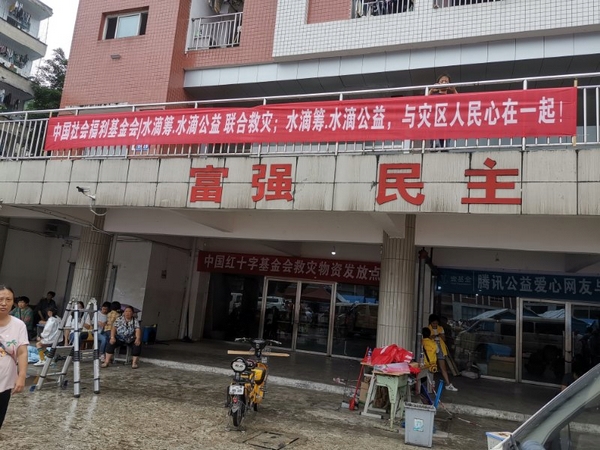 中国社会福利基金会|水滴筹.水滴公益 联合救灾；水滴筹.水滴公益，与灾区人民心在一起！
富强 民主
中国红十字基金会救灾物资发放点
腾讯公益爱心网友与